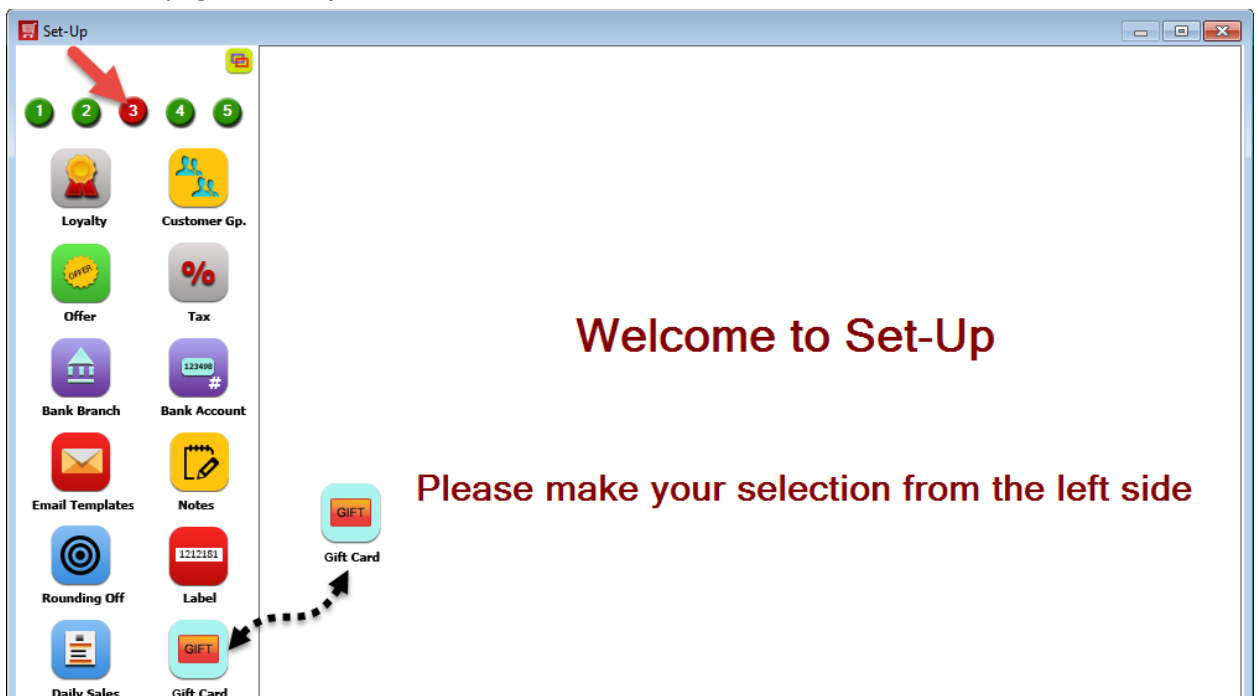 Set-Up
1 2 3 4 5
Loyalty Customer Gp.
OFFER
%
Offer Tax
123498
#
Bank Branch Bank Account
Email Templates Notes
1212181
Rounding Off Label
GIFT
Daily Sales Gift Card
Welcome to Set-Up
Please make your selection from the left side
GIFT
Gift Card